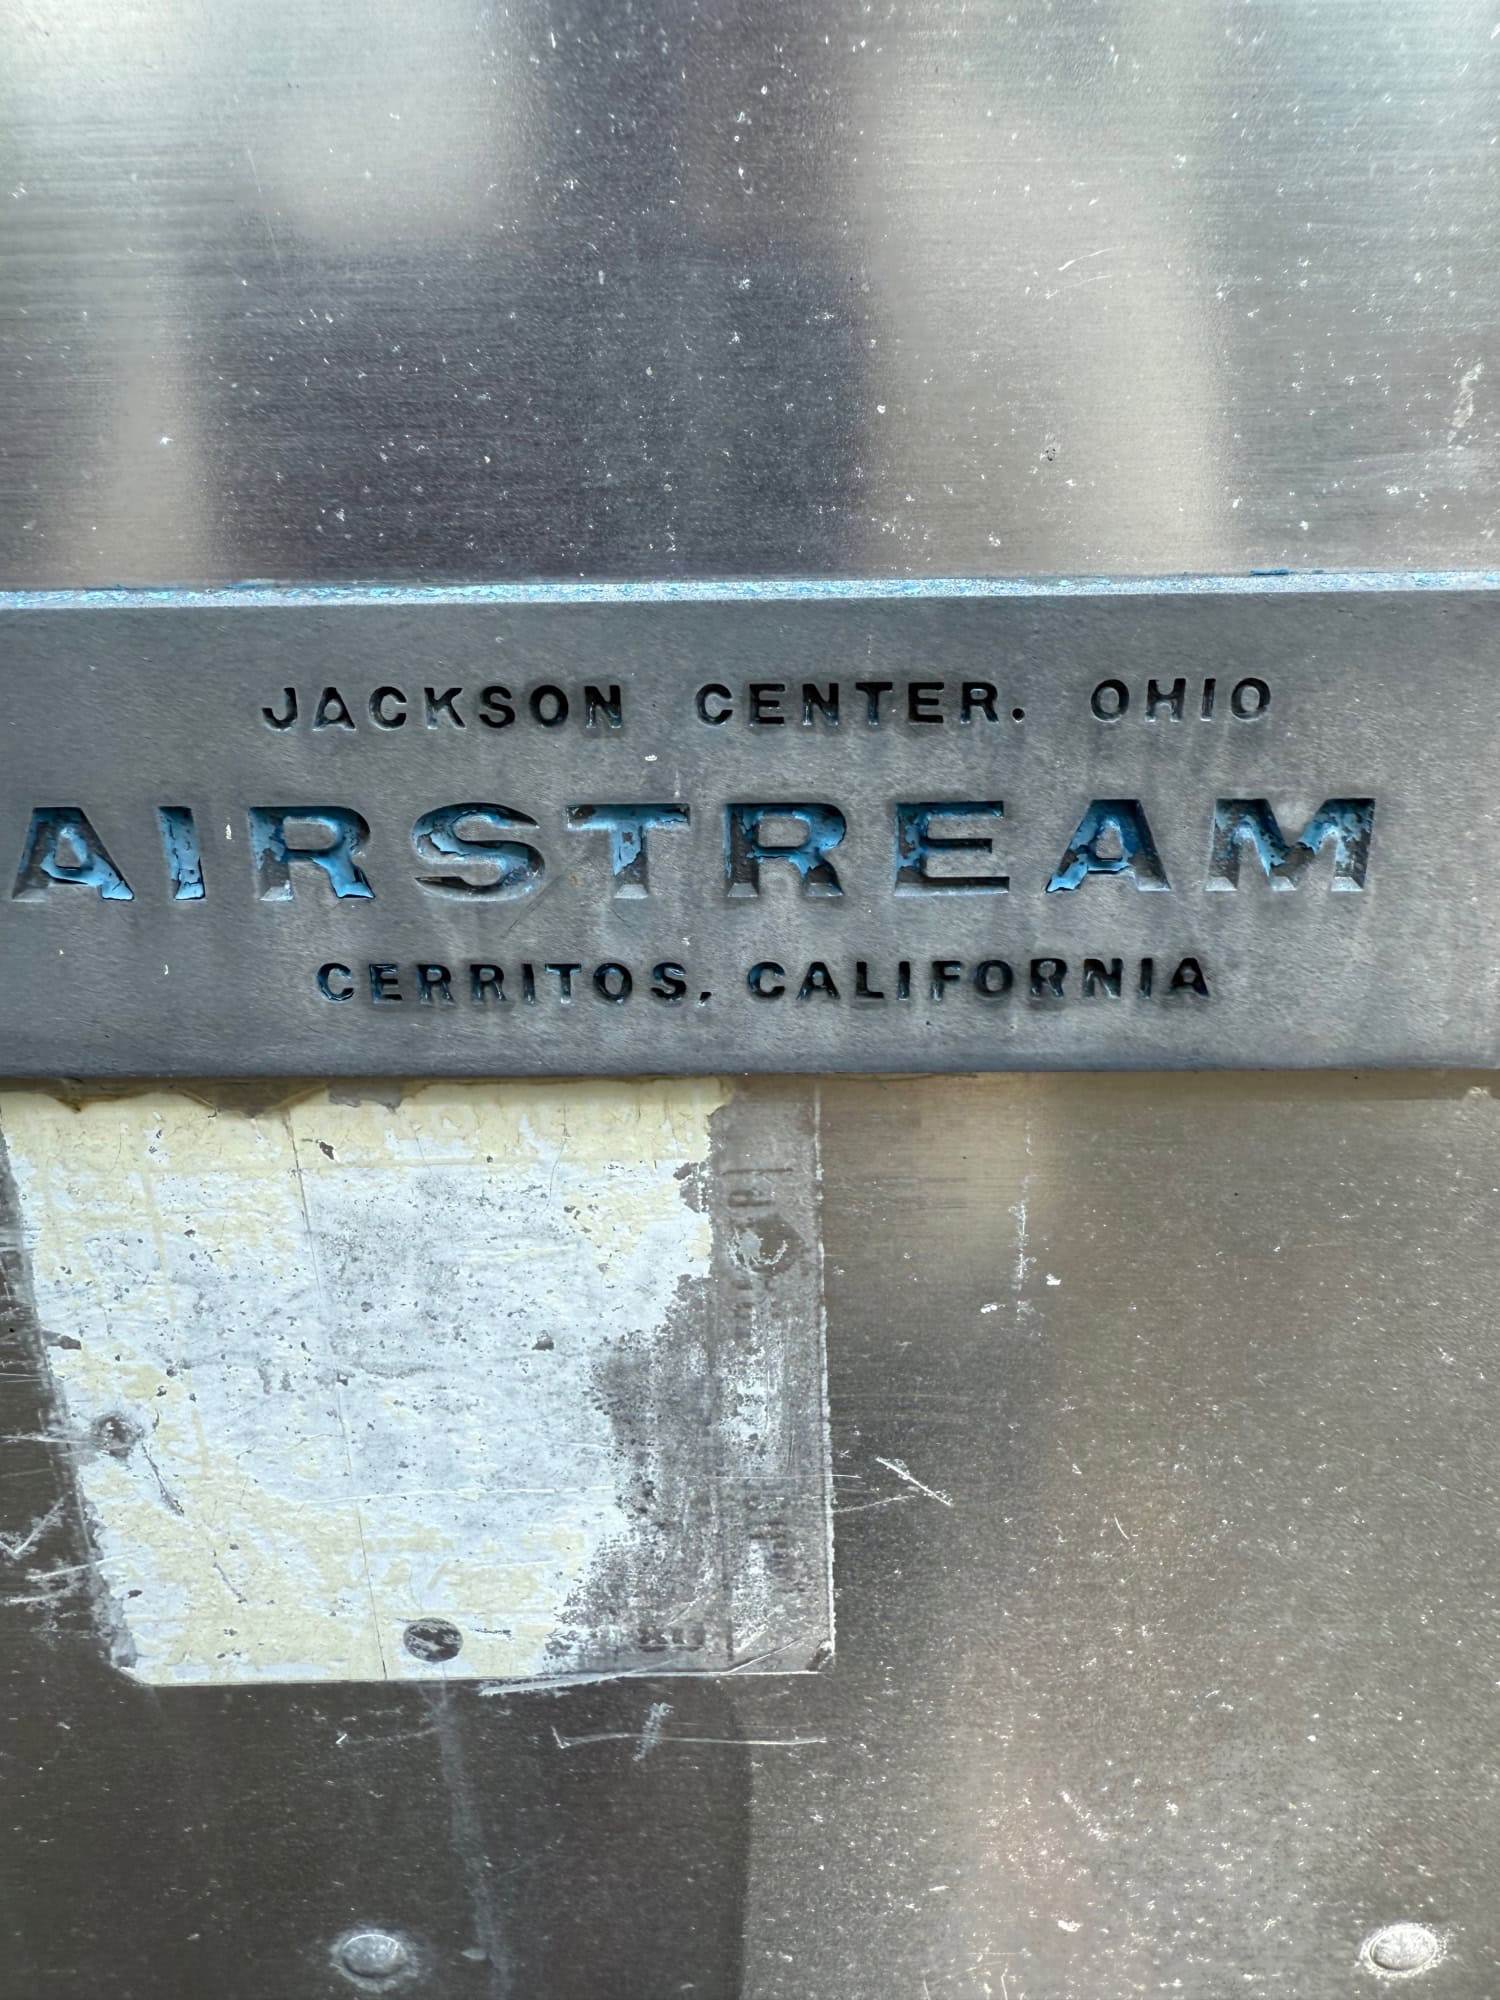 JACKSON CENTER. OHIO
AIRSTREAM
CERRITOS, CALIFORNIA